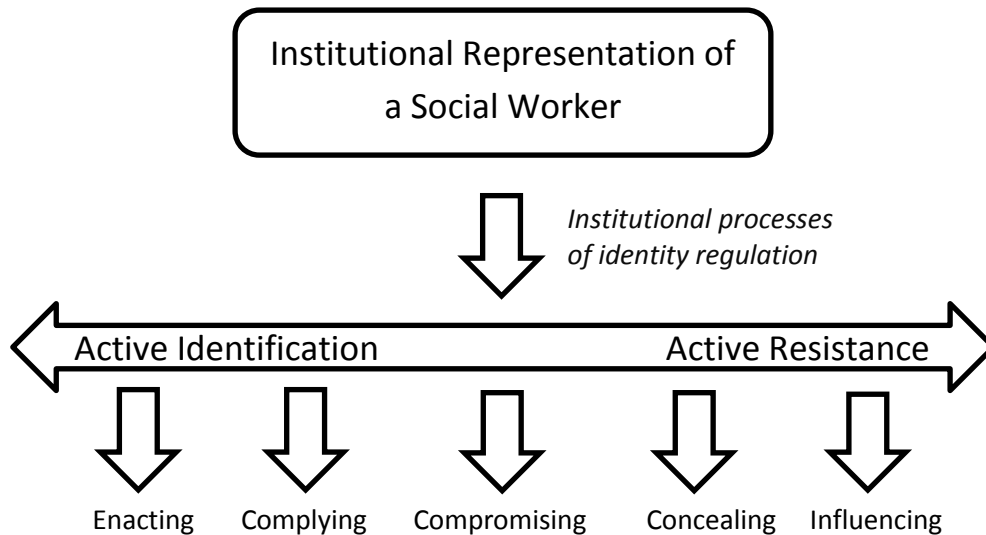 Institutional Representation of
a Social Worker
Institutional processes
of identity regulation
Active Identification
Active Resistance
Enacting
Complying
Compromising
Concealing
Influencing